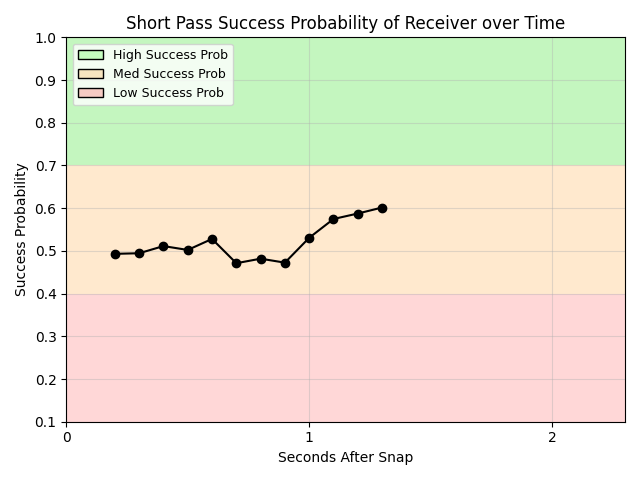 Short Pass Success Probability of Receiver over Time
High Success Prob
Med Success Prob
Low Success Prob
Success Probability
1.0
0.9
0.8
0.7
0.6
0.5
0.4
0.3
0.2
0.1
0
1
2
Seconds After Snap